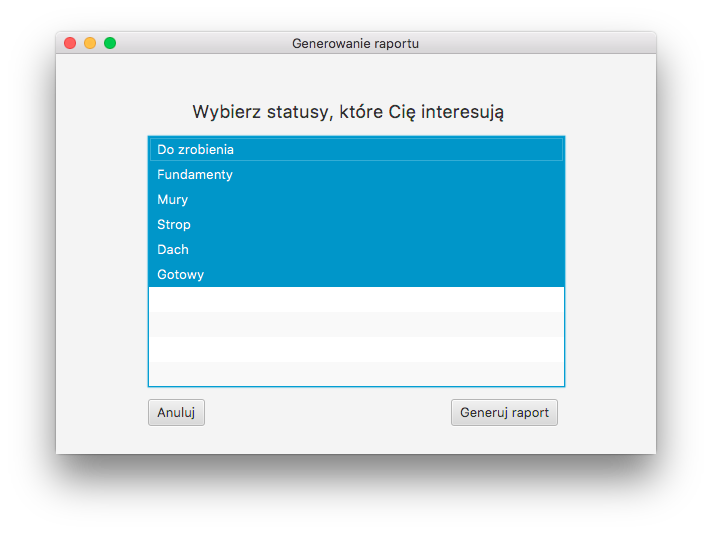 Generowanie raportu
Wybierz statusy, które Cię interesują
Do zrobienia
Fundamenty
Mury
Strop
Dach
Gotowy
Anuluj
Generuj raport